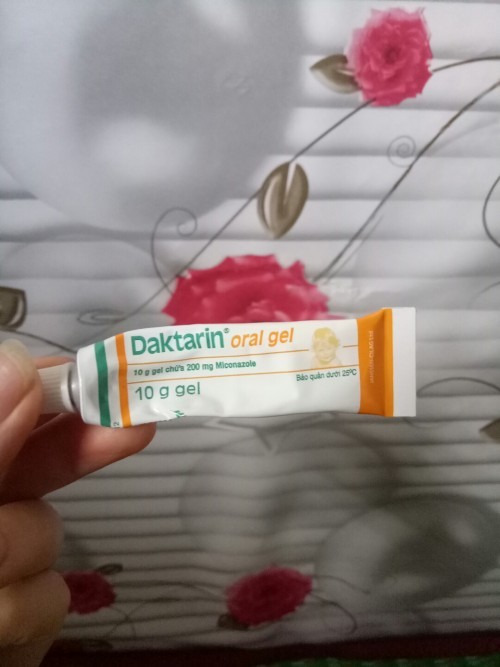 Daktarin® oral gel
10 g gel chứa 200 mg Miconazole
10 g gel
Bảo quản dưới 25°C